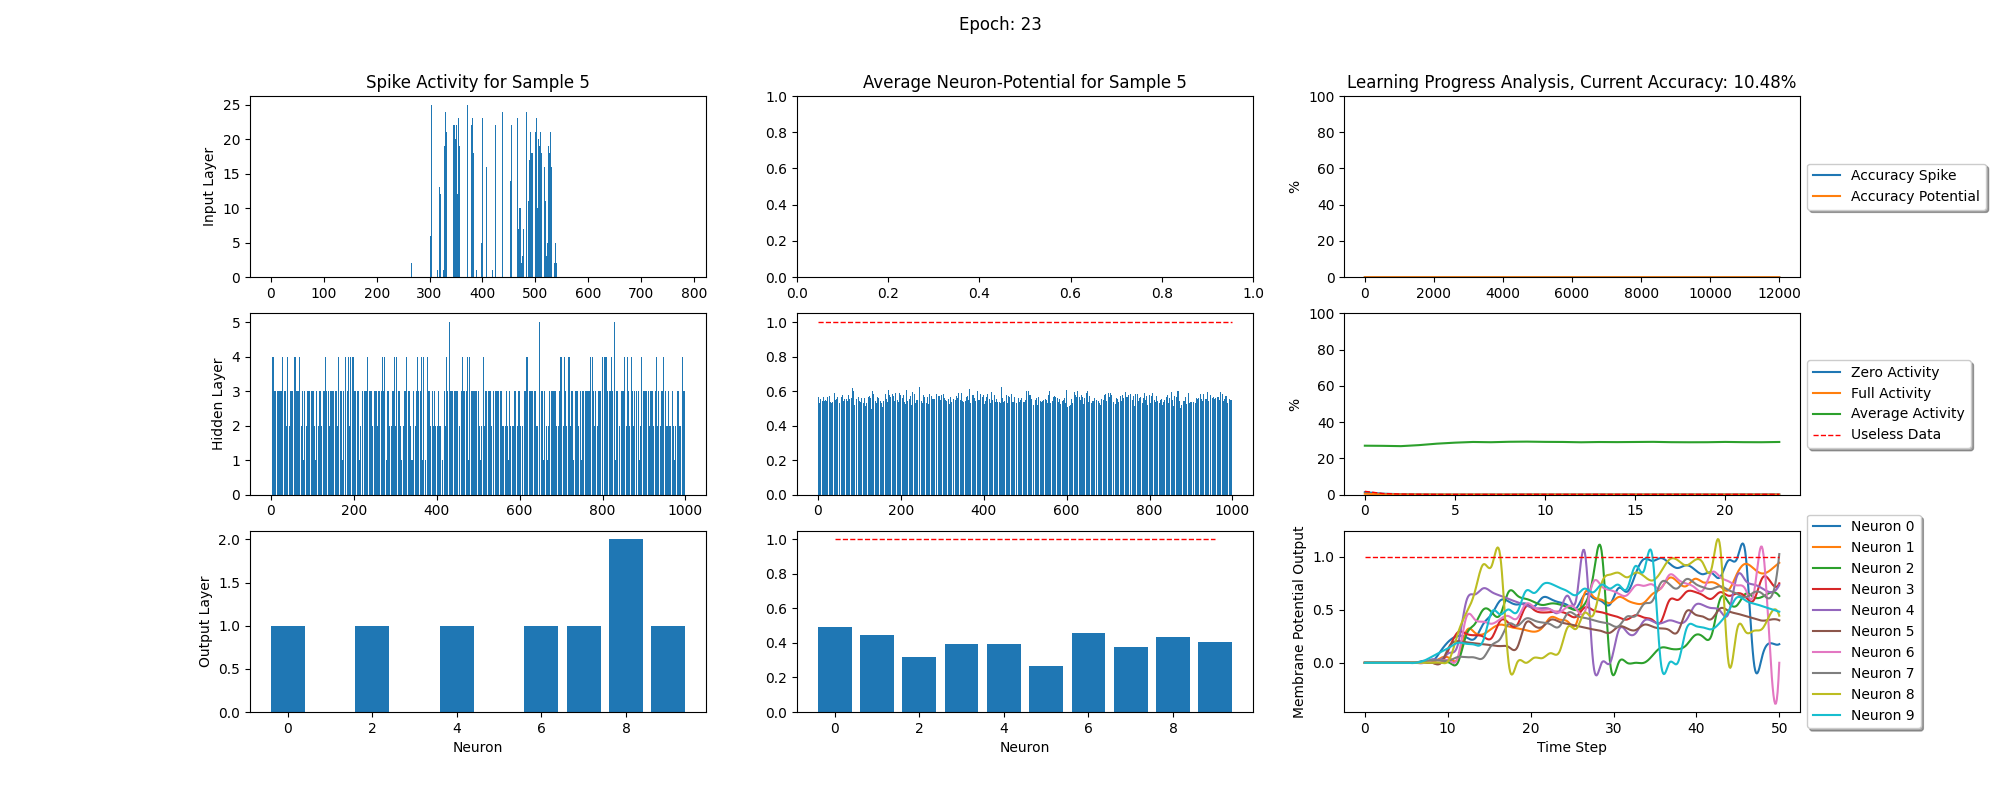 Epoch: 23
Spike Activity for Sample 5
Average Neuron-Potential for Sample 5
Learning Progress Analysis, Current Accuracy: 10.48%
Input Layer
25
20
15
10
5
0
0 100 200 300 400 500 600 700 800
1.0
0.8
0.6
0.4
0.2
0.0
0.0 0.2 0.4 0.6 0.8 1.0
%
100
80
60
40
20
0
0 2000 4000 6000 8000 10000 12000
Accuracy Spike
Accuracy Potential
Hidden Layer
5
4
3
2
1
0
0 200 400 600 800 1000
1.0
0.8
0.6
0.4
0.2
0.0
0 200 400 600 800 1000
%
100
80
60
40
20
0
0 5 10 15 20
Zero Activity
Full Activity
Average Activity
Useless Data
Output Layer
2.0
1.5
1.0
0.5
0.0
0 2 4 6 8
Neuron
1.0
0.8
0.6
0.4
0.2
0.0
0 2 4 6 8
Neuron
Membrane Potential Output
1.0
0.5
0.0
0 10 20 30 40 50
Time Step
Neuron 0
Neuron 1
Neuron 2
Neuron 3
Neuron 4
Neuron 5
Neuron 6
Neuron 7
Neuron 8
Neuron 9